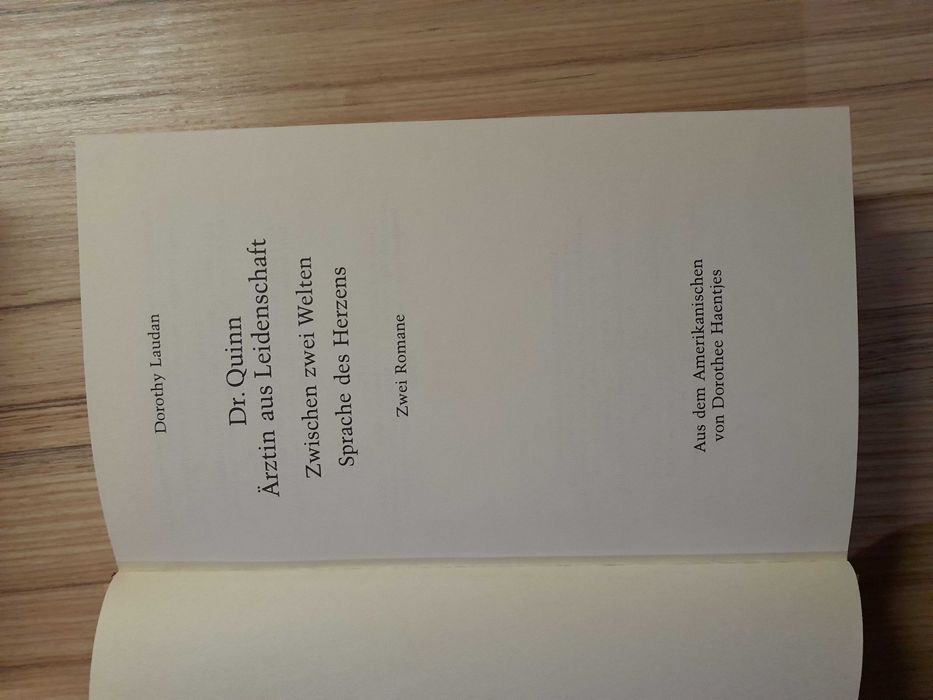 Dorothy Laudan
Dr. Quinn
Ärztin aus Leidenschaft
Zwischen zwei Welten
Sprache des Herzens
Zwei Romane
Aus dem Amerikanischen
von Dorothee Haentjes